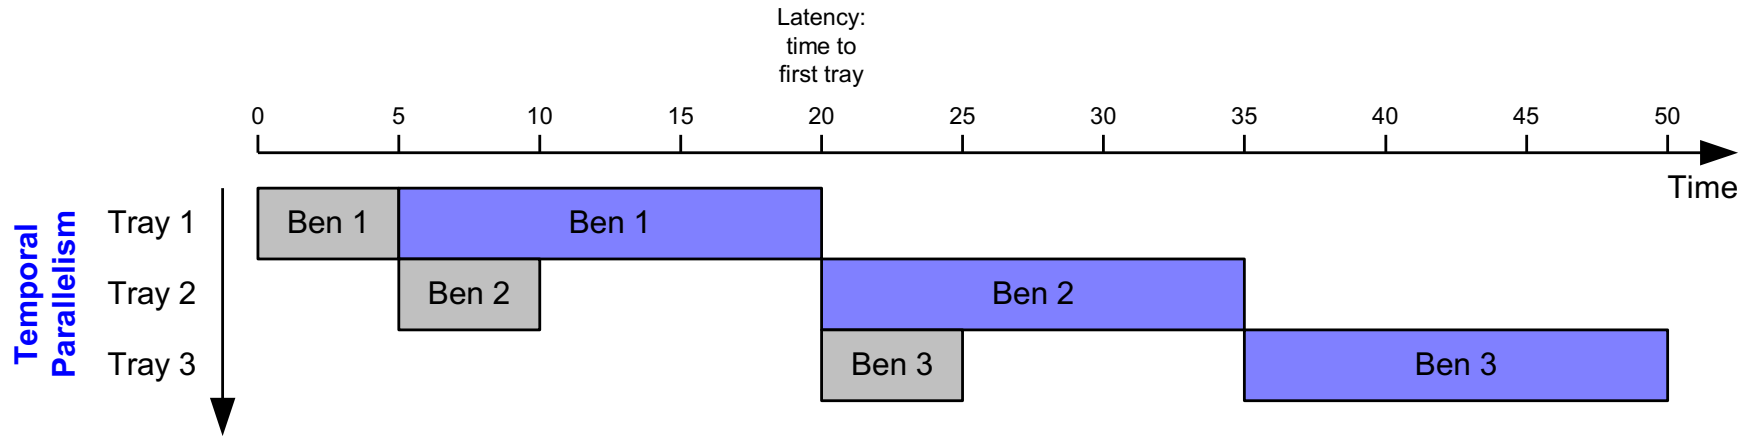 Latency:
time to
first tray
0 5 10 15 20 25 30 35 40 45 50
Time
Temporal
Parallelism
Tray 1 Ben 1 Ben 1
Tray 2 Ben 2 Ben 2
Tray 3 Ben 3 Ben 3